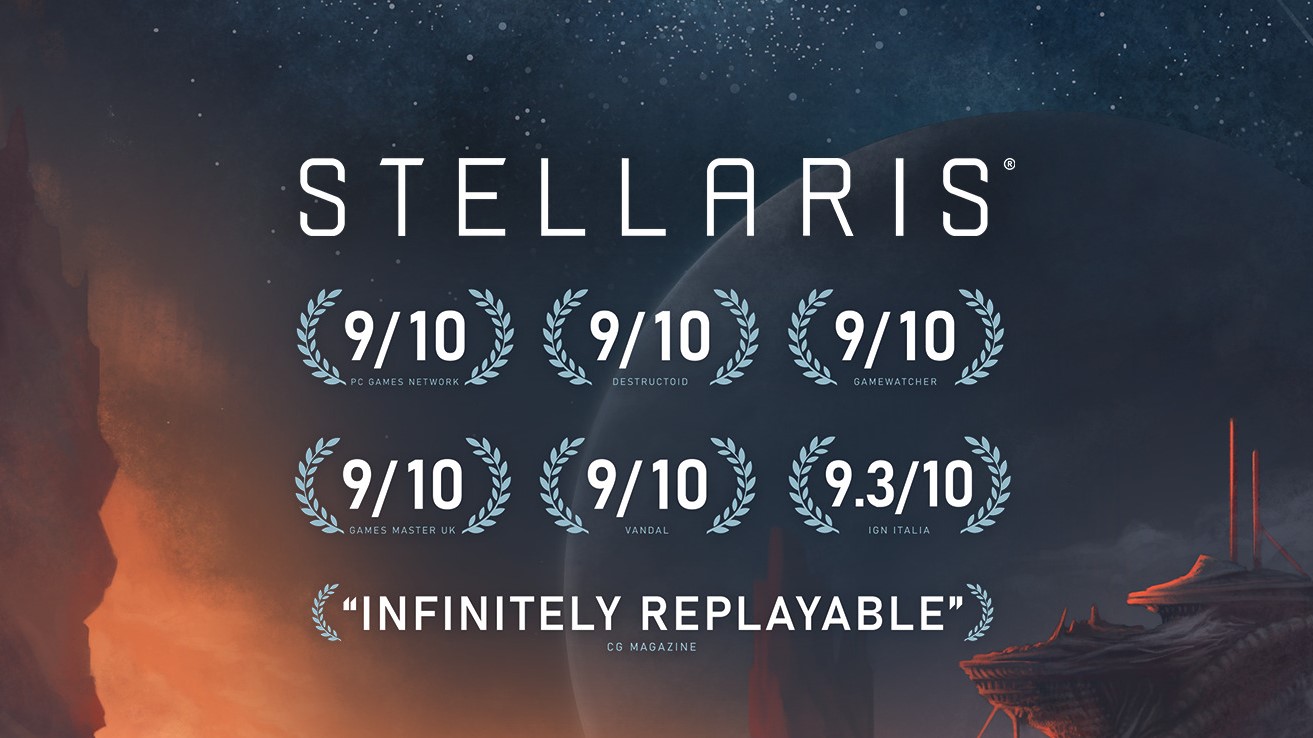 STELLARIS®
9/10 9/10 9/10
PC GAMES NETWORK DESTRUCTOID GAMEWATCHER
9/10 9/10 9.3/10
GAMES MASTER UK VANDAL IGN ITALIA
“INFINITELY REPLAYABLE”
CG MAGAZINE